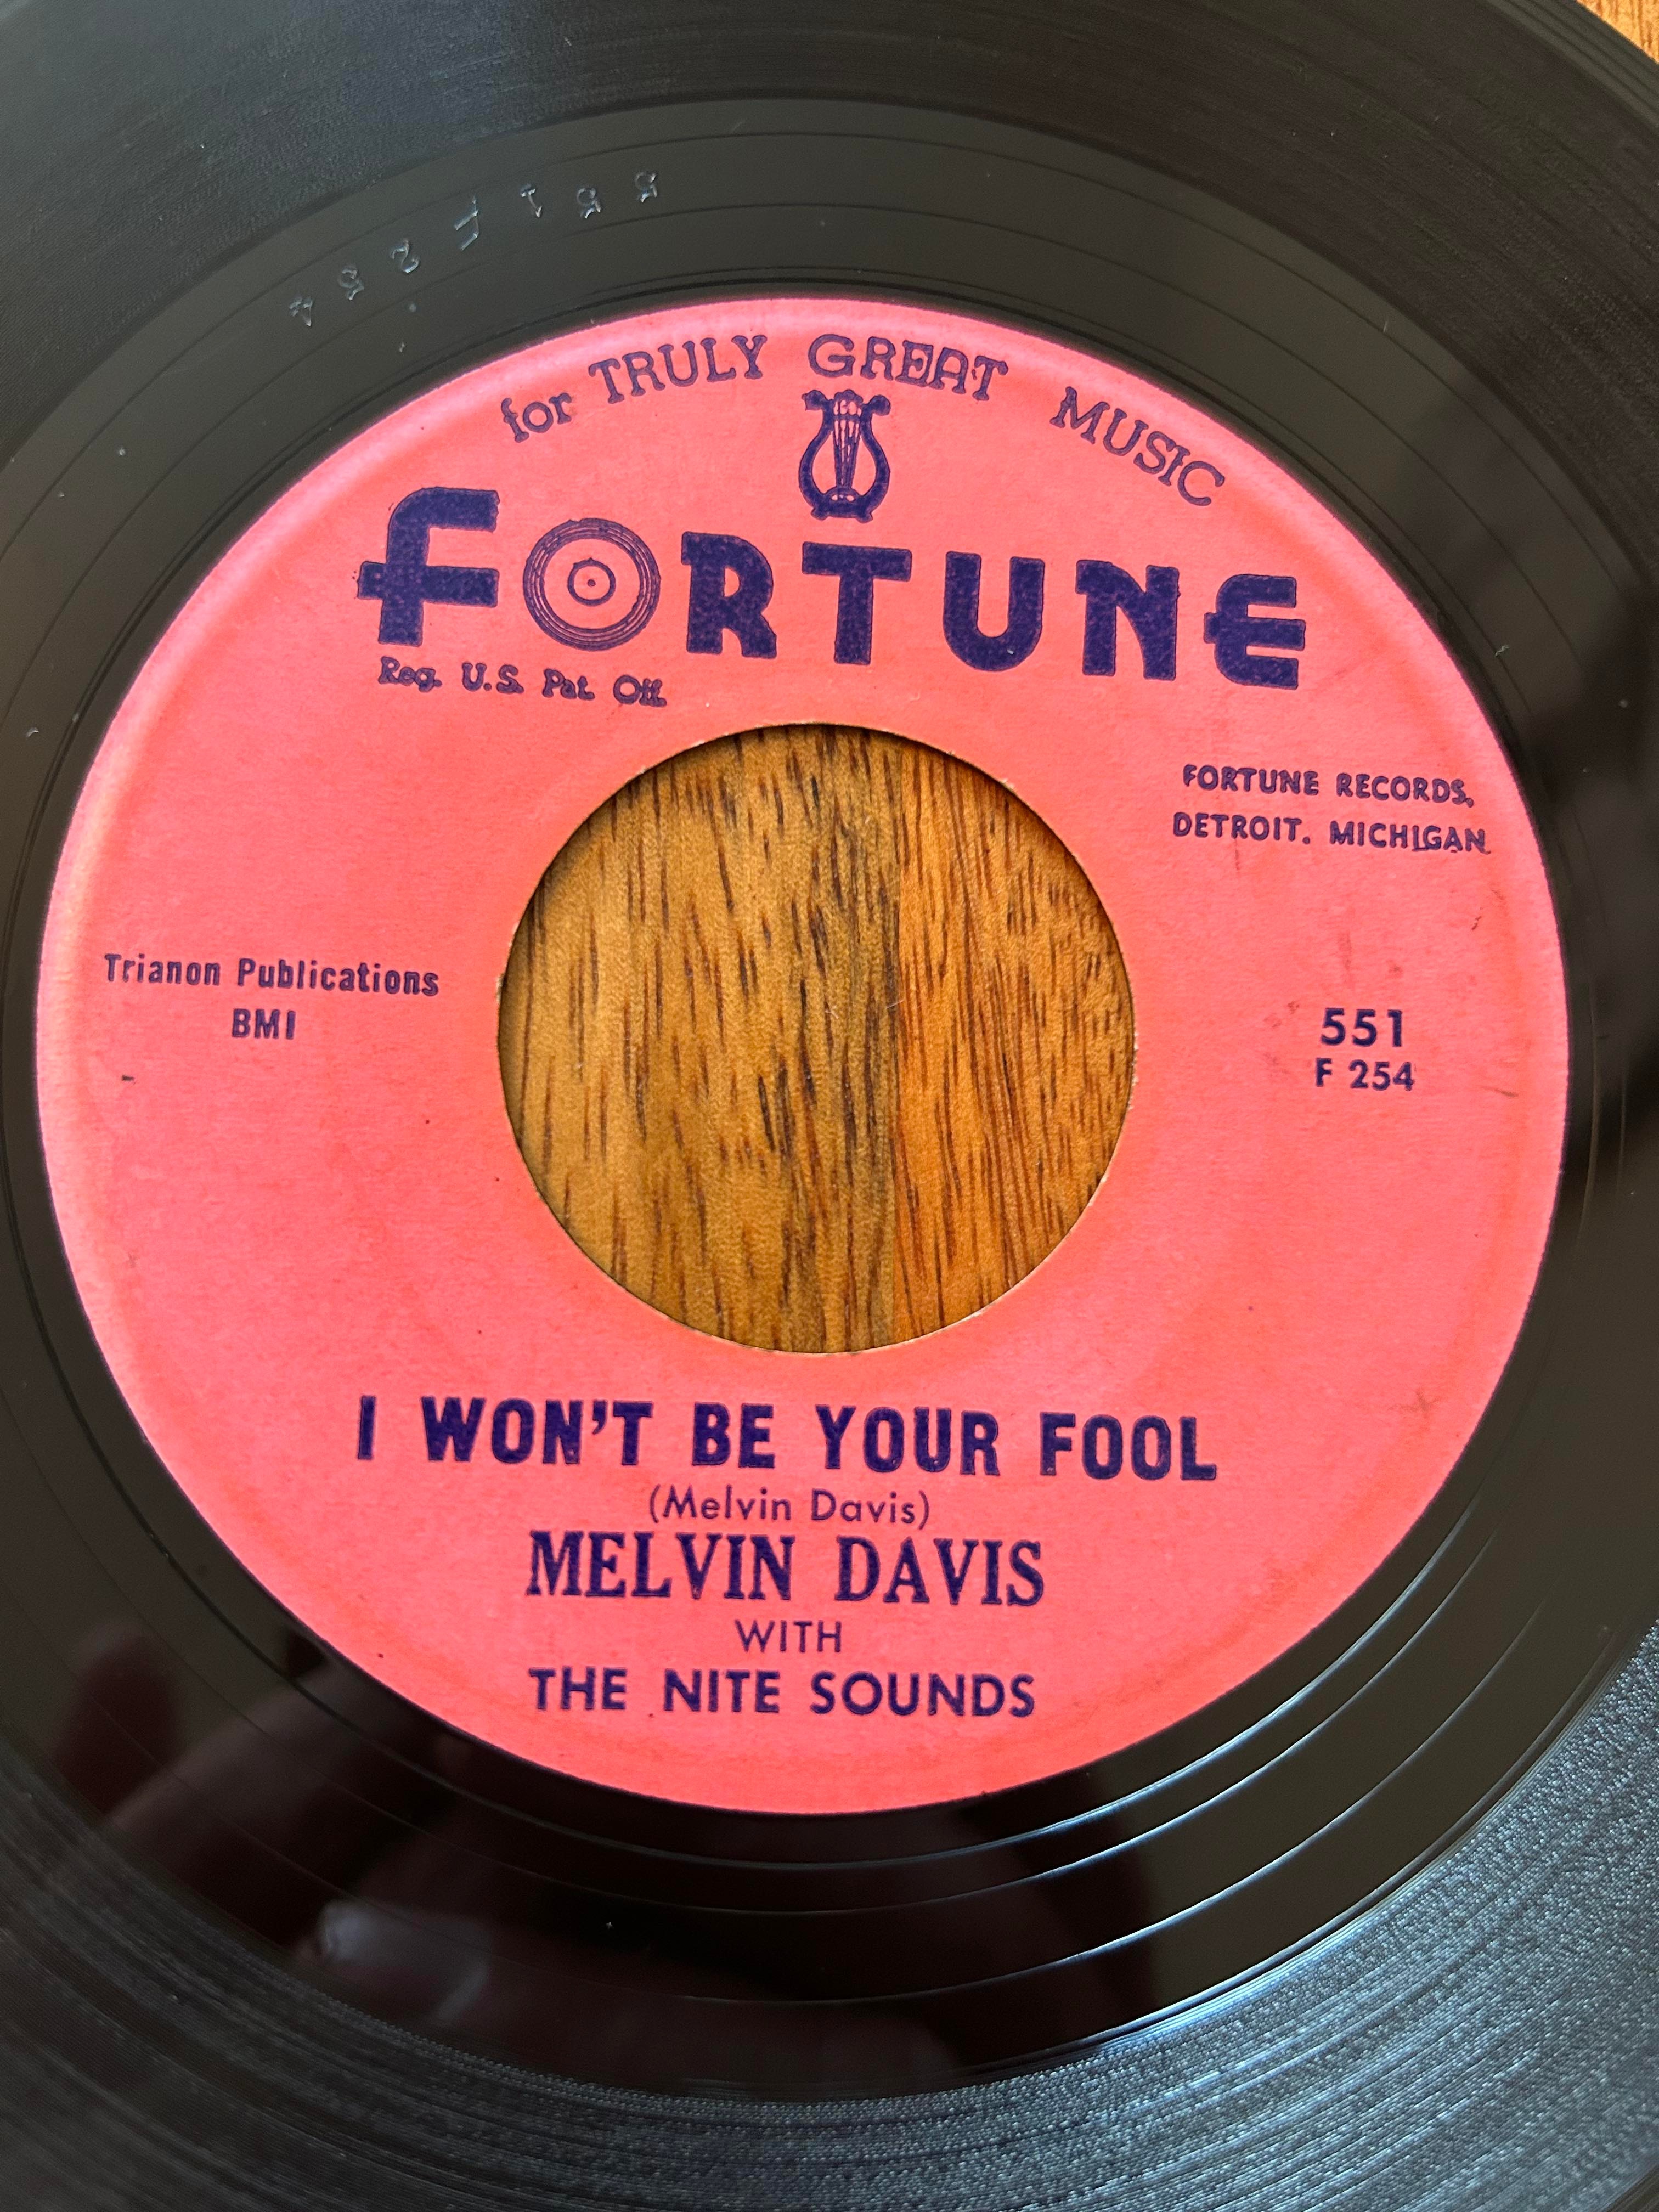 551F254
for TRULY GREAT MUSIC
FORTUNE
Reg. U.S. Pat. Off.
FORTUNE RECORDS,
DETROIT. MICHIGAN.
Trianon Publications
BMI
551
F 254
I WON'T BE YOUR FOOL
(Melvin Davis)
MELVIN DAVIS
WITH
THE NITE SOUNDS